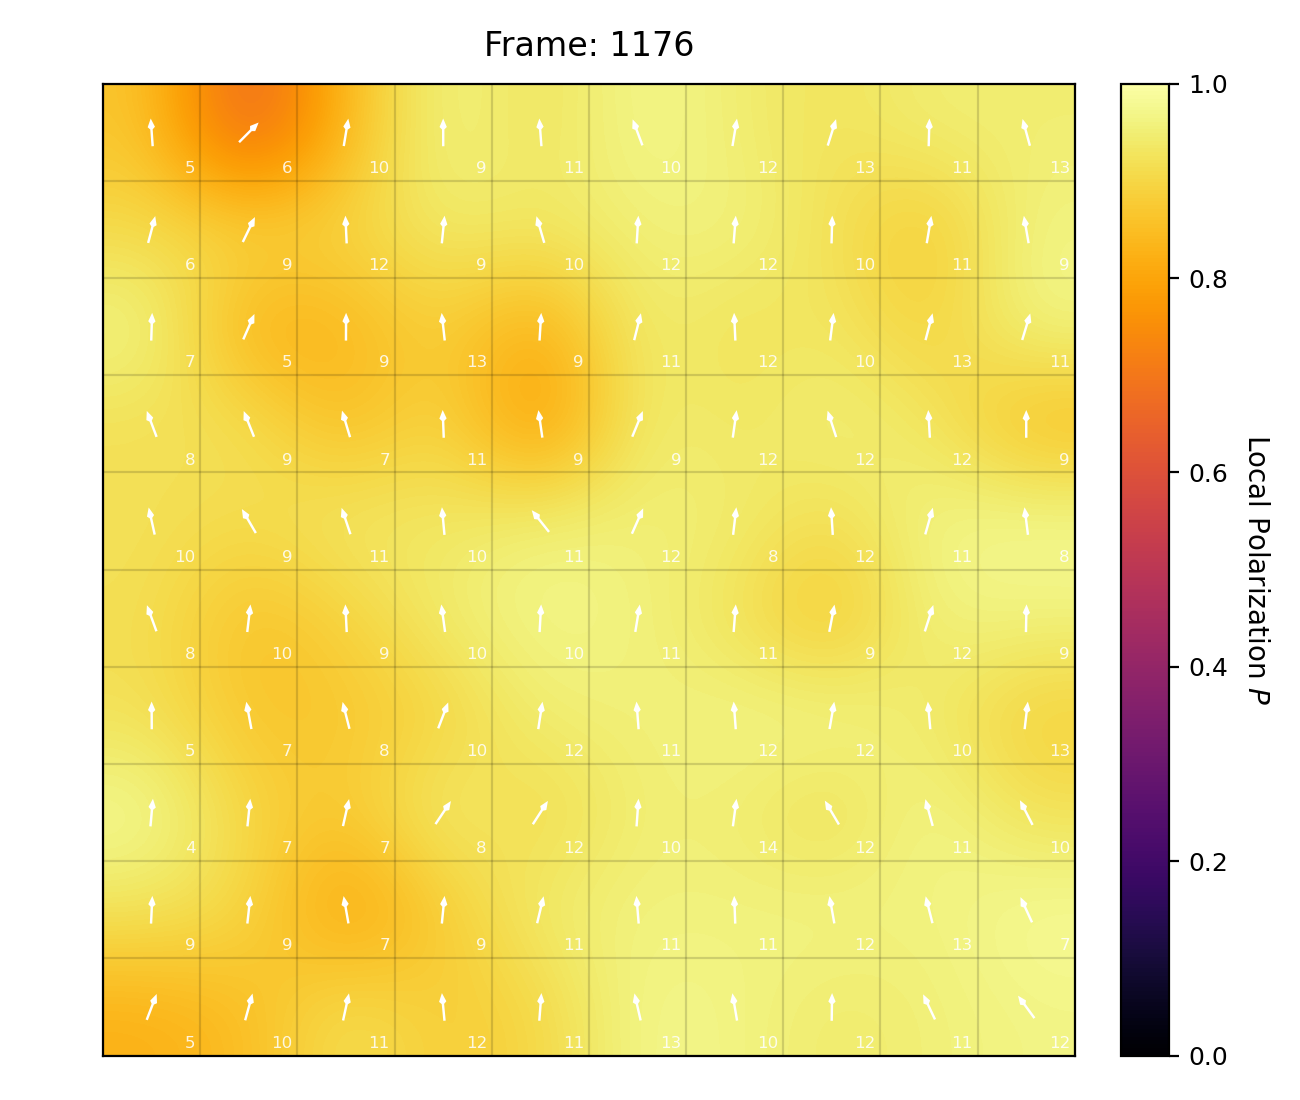 Frame: 1176
5 6 10 9 11 10 12 13 11 13
6 9 12 9 10 12 12 10 11 9
7 5 9 13 9 11 12 10 13 11
8 9 7 11 9 9 12 12 12 9
10 9 11 10 11 12 8 12 11 8
8 10 9 10 10 11 11 9 12 9
5 7 8 10 12 11 12 12 10 13
4 7 7 8 12 10 14 12 11 10
9 9 7 9 11 11 11 12 13 7
5 10 11 12 11 13 10 12 11 12
1.0
0.8
0.6
0.4
0.2
0.0
Local Polarization P